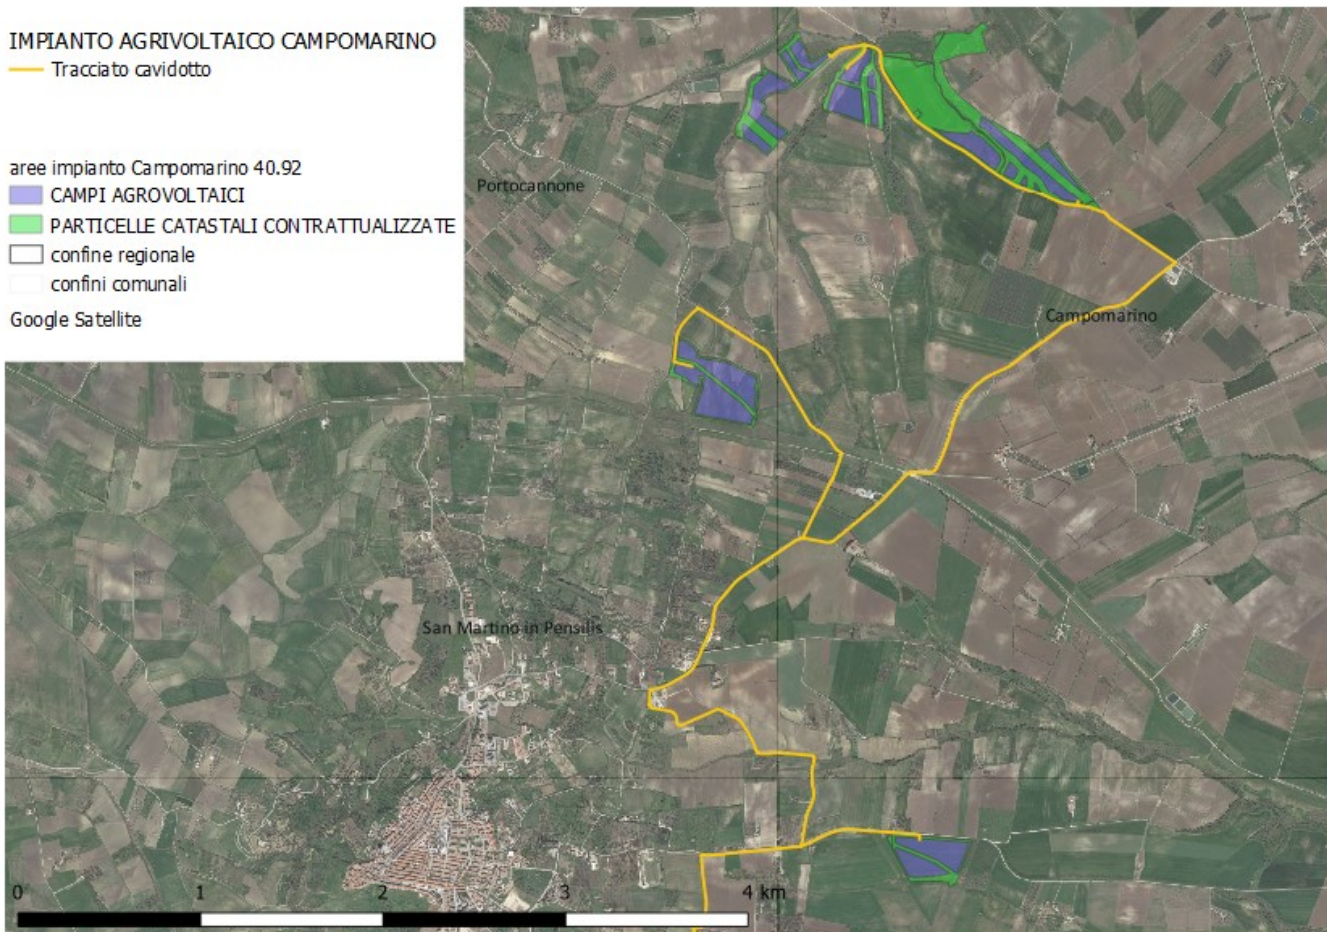 IMPIANTO AGRIVOLTAICO CAMPOMARINO
Tracciato cavidotto
aree impianto Campomarino 40.92
CAMPI AGROVOLTAICI
PARTICELLE CATASTALI CONTRATTUALIZZATE
confine regionale
confini comunali
Google Satellite
Portocannone
Campomarino
San Martino in Pensilis
0 1 2 3 4 km